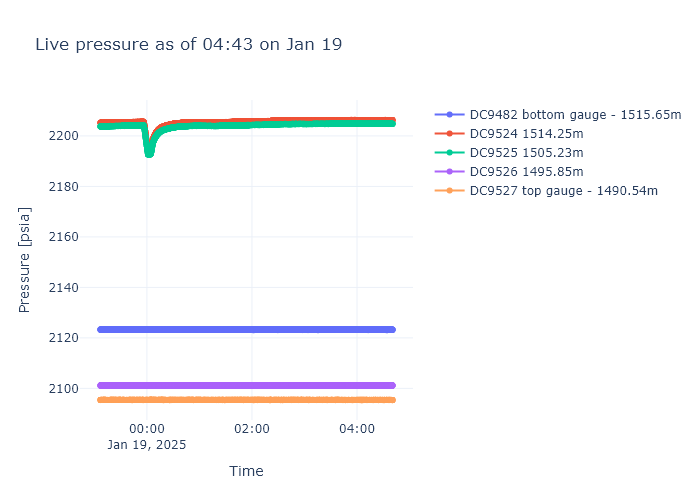 Live pressure as of 04:43 on Jan 19
DC9482 bottom gauge - 1515.65m
DC9524 1514.25m
DC9525 1505.23m
DC9526 1495.85m
DC9527 top gauge - 1490.54m
Pressure [psia]
2200
2180
2160
2140
2120
2100
00:00 02:00 04:00
Jan 19, 2025
Time